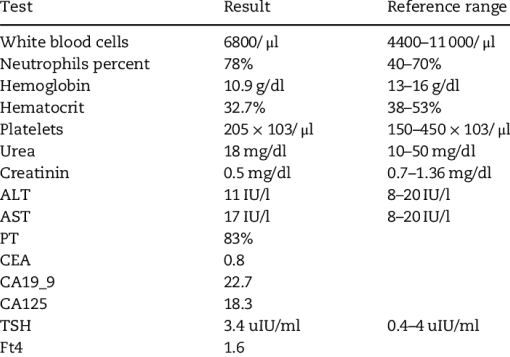 Test Result Reference range
White blood cells 6800/ µl 4400–11 000/ µl
Neutrophils percent 78% 40–70%
Hemoglobin 10.9 g/dl 13–16 g/dl
Hematocrit 32.7% 38–53%
Platelets 205 × 103/ µl 150–450 × 103/ µl
Urea 18 mg/dl 10–50 mg/dl
Creatinin 0.5 mg/dl 0.7–1.36 mg/dl
ALT 11 IU/l 8–20 IU/l
AST 17 IU/l 8–20 IU/l
PT 83%
CEA 0.8
CA19_9 22.7
CA125 18.3
TSH 3.4 uIU/ml 0.4–4 uIU/ml
Ft4 1.6